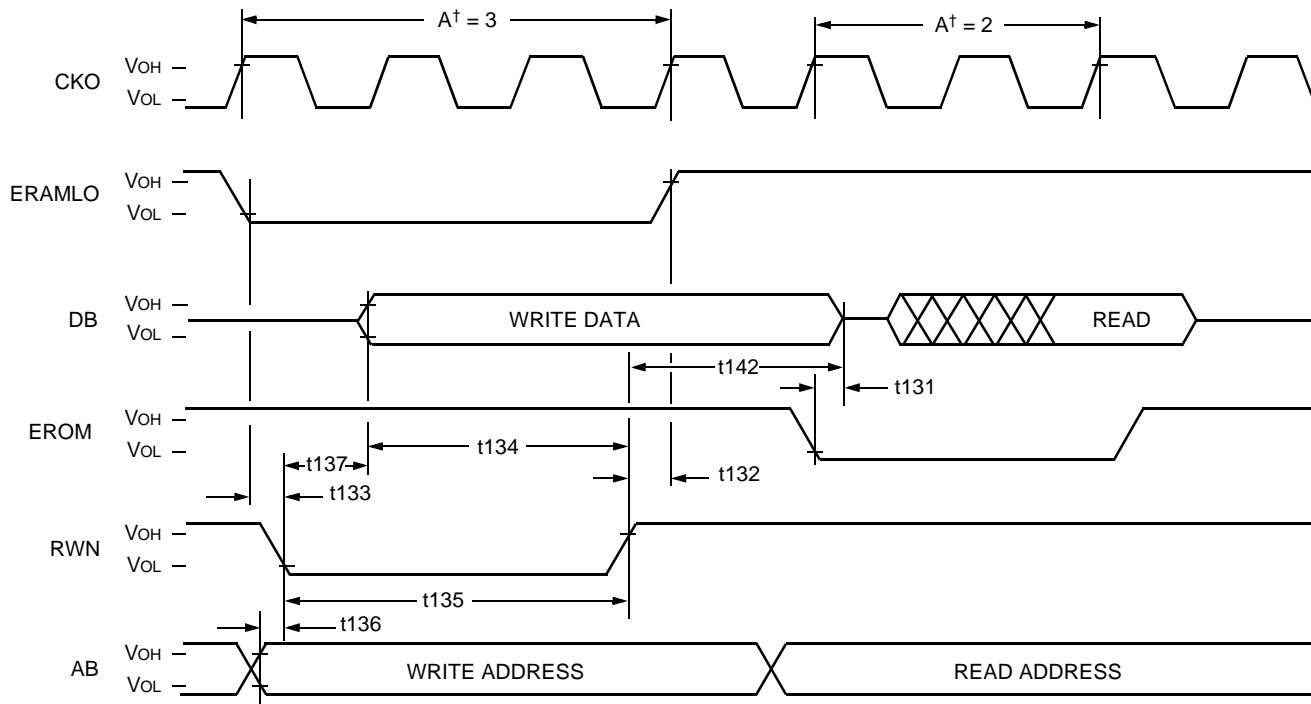 A† = 3
A† = 2
CKO
VOH
VOL
ERAMLO
VOH
VOL
DB
VOH
VOL
WRITE DATA
READ
t142
t131
EROM
VOH
VOL
t134
t137
t132
t133
RWN
VOH
VOL
t135
t136
AB
VOH
VOL
WRITE ADDRESS
READ ADDRESS